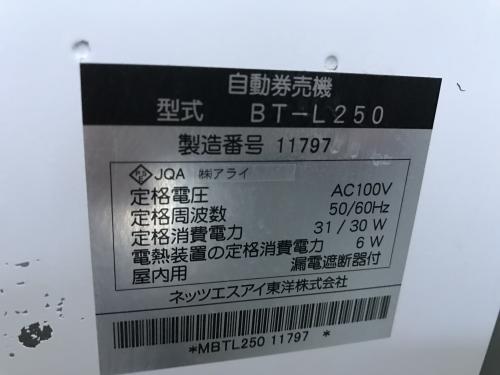 自動券売機
型式 BT-L250
製造番号 11797
JQA ㈱アライ
定格電圧 AC100V
定格周波数 50/60Hz
定格消費電力 31/30W
電熱装置の定格消費電力 6W
屋内用 漏電遮断器付
ネッツエスアイ東洋株式会社
*MBTL250 11797 *